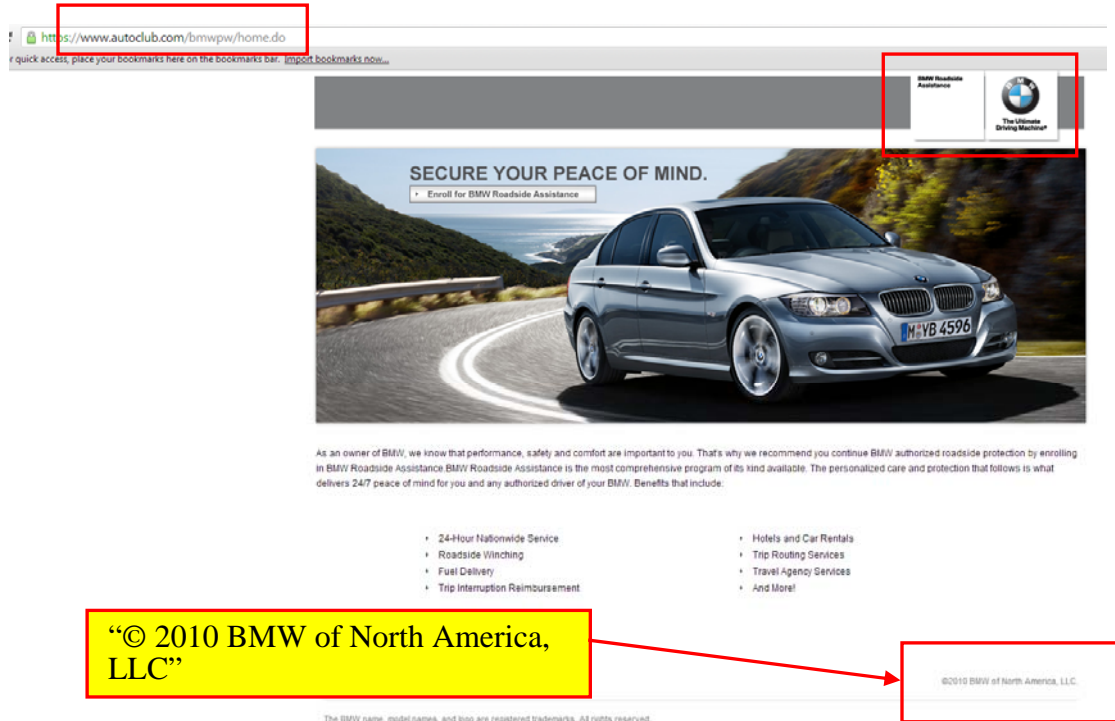 https://www.autoclub.com/bmwpw/home.do
r quick access, place your bookmarks here on the bookmarks bar. Import bookmarks now...
BMW Roadside
Assistance
BMW
The Ultimate
Driving Machine®
SECURE YOUR PEACE OF MIND.
Enroll for BMW Roadside Assistance
M VB 4596
As an owner of BMW, we know that performance, safety and comfort are important to you. That's why we recommend you continue BMW authorized roadside protection by enrolling
in BMW Roadside Assistance.BMW Roadside Assistance is the most comprehensive program of its kind available. The personalized care and protection that follows is what
delivers 24/7 peace of mind for you and any authorized driver of your BMW. Benefits that include:
24-Hour Nationwide Service
Roadside Winching
Fuel Delivery
Trip Interruption Reimbursement
Hotels and Car Rentals
Trip Routing Services
Travel Agency Services
And More!
“© 2010 BMW of North America,
LLC”
©2010 BMW of North America, LLC.
The BMW name, model names, and logo are registered trademarks. All rights reserved.